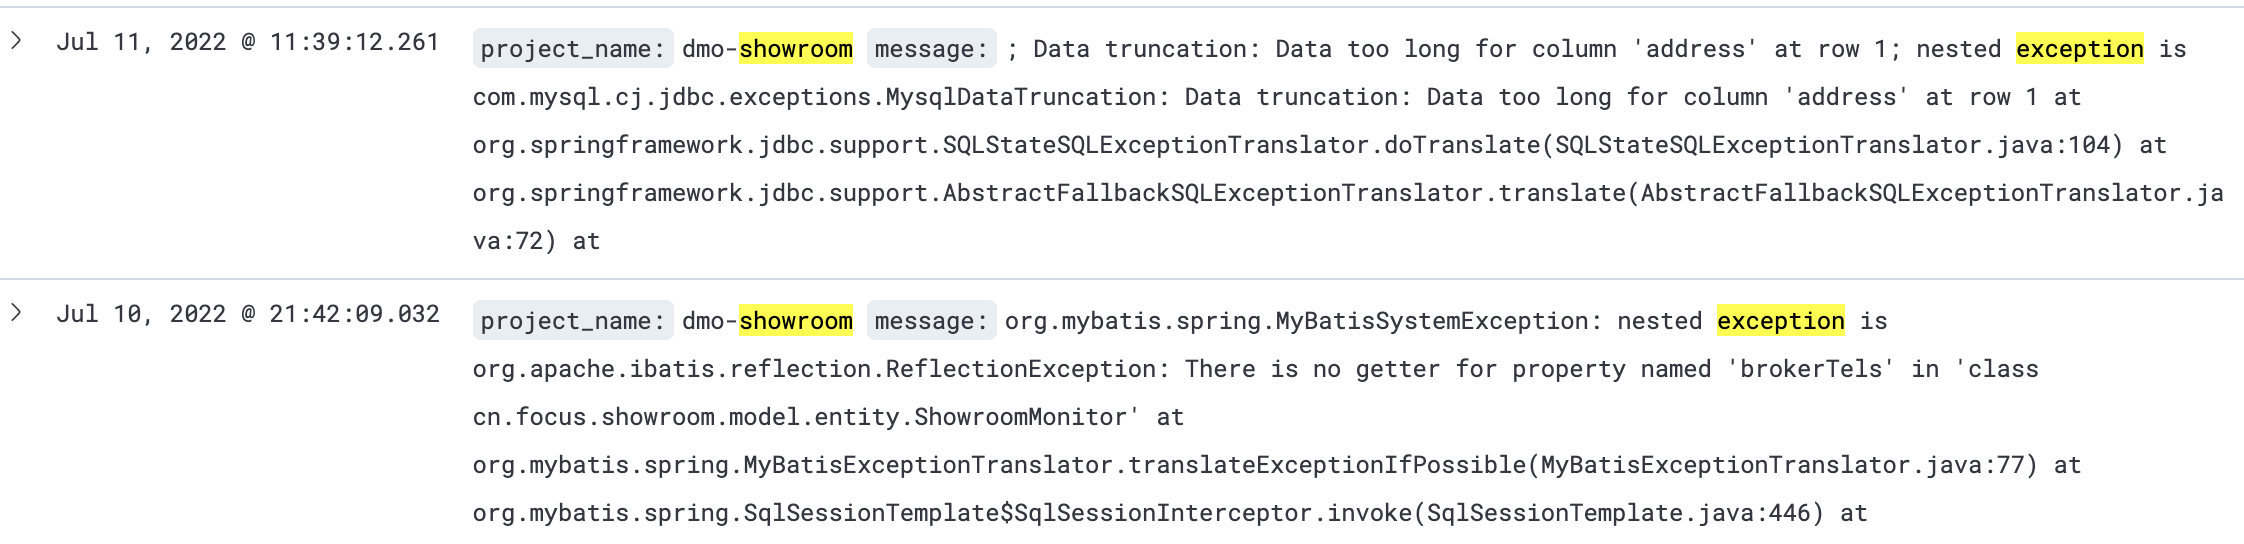 Jul 11, 2022 @ 11:39:12.261 project_name: dmo-showroom message: ; Data truncation: Data too long for column 'address' at row 1; nested exception is
com.mysql.cj.jdbc.exceptions.MysqlDataTruncation: Data truncation: Data too long for column 'address' at row 1 at
org.springframework.jdbc.support.SQLStateSQLExceptionTranslator.doTranslate(SQLStateSQLExceptionTranslator.java:104) at
org.springframework.jdbc.support.AbstractFallbackSQLExceptionTranslator.translate(AbstractFallbackSQLExceptionTranslator.ja
va:72) at
Jul 10, 2022 @ 21:42:09.032 project_name: dmo-showroom message: org.mybatis.spring.MyBatisSystemException: nested exception is
org.apache.ibatis.reflection.ReflectionException: There is no getter for property named 'brokerTels' in 'class
cn.focus.showroom.model.entity.ShowroomMonitor' at
org.mybatis.spring.MyBatisExceptionTranslator.translateExceptionIfPossible(MyBatisExceptionTranslator.java:77) at
org.mybatis.spring.SqlSessionTemplate$SqlSessionInterceptor.invoke(SqlSessionTemplate.java:446) at